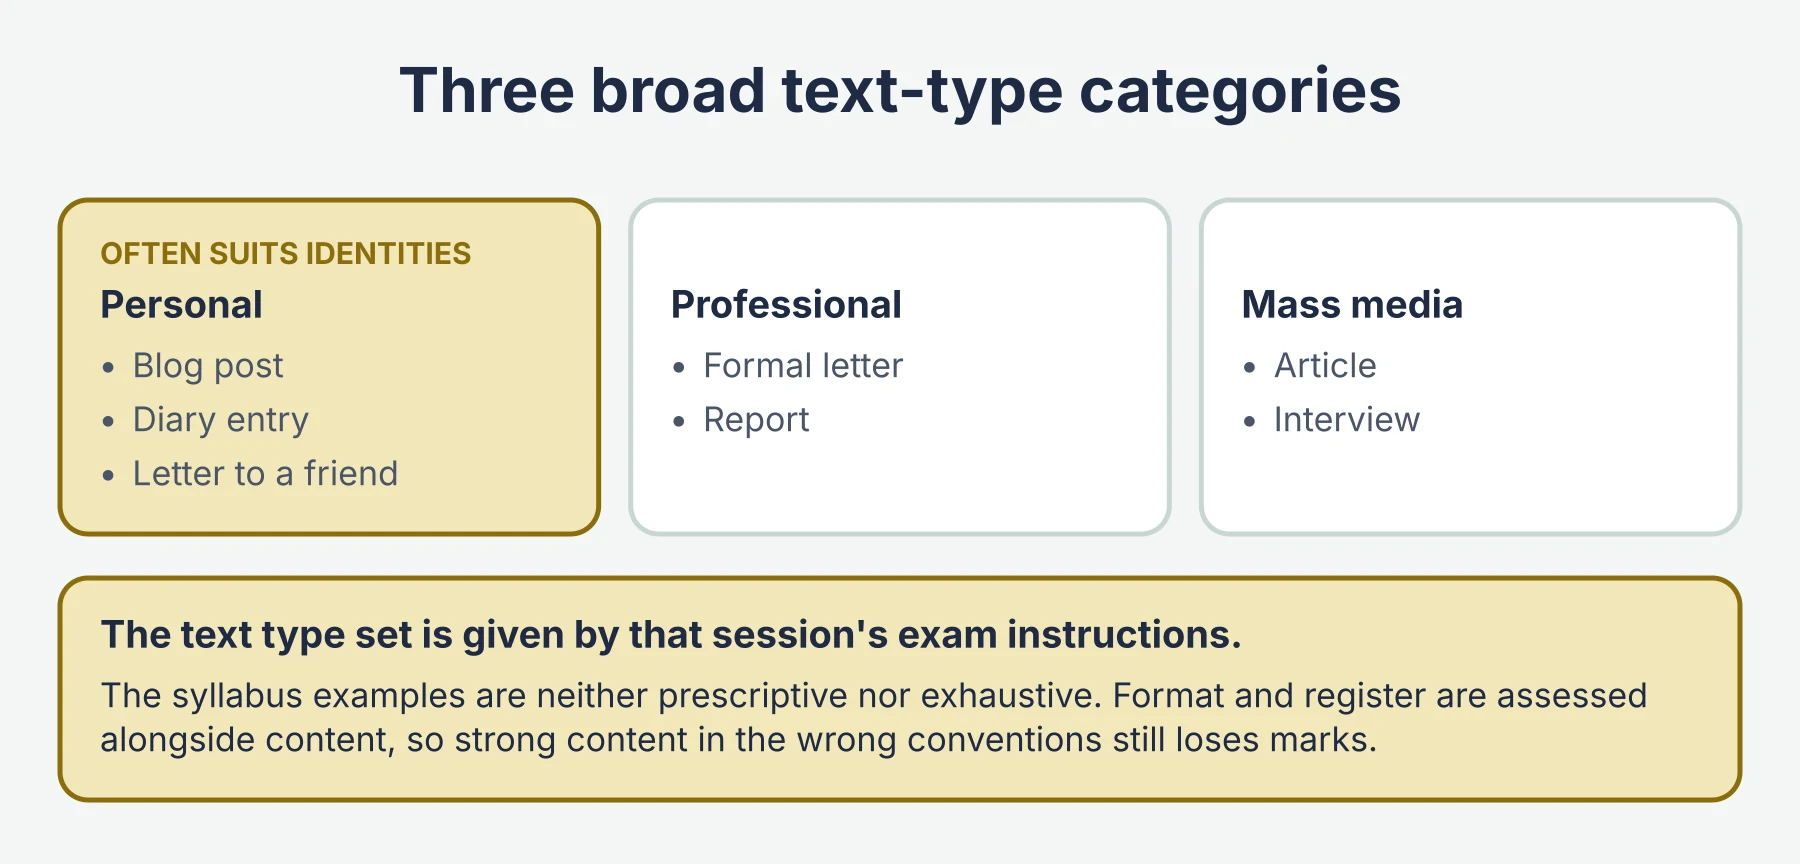 Three broad text-type categories
OFTEN SUITS IDENTITIES
Personal
• Blog post
• Diary entry
• Letter to a friend
Professional
• Formal letter
• Report
Mass media
• Article
• Interview
The text type set is given by that session's exam instructions.
The syllabus examples are neither prescriptive nor exhaustive. Format and register are assessed
alongside content, so strong content in the wrong conventions still loses marks.